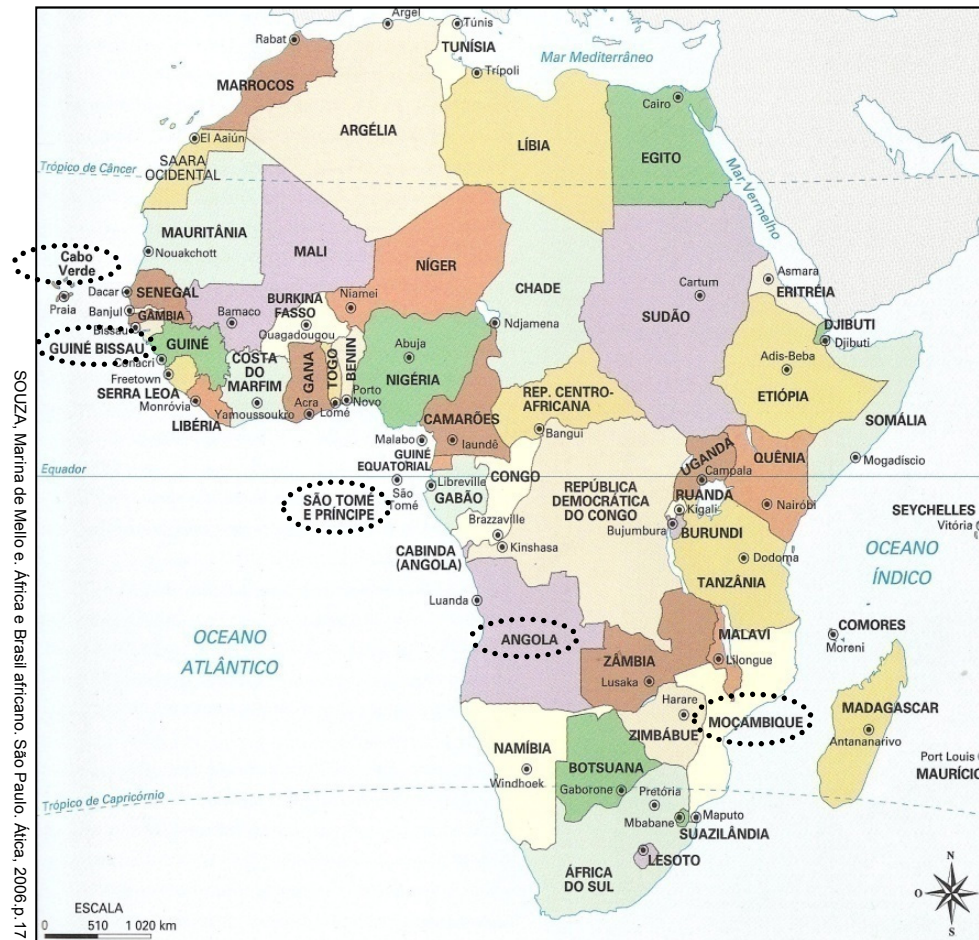 Argel
Túnis
Rabat
TUNÍSIA
Mar Mediterrâneo
Trípoli
MARROCOS
Cairo
ARGÉLIA
El Aaiún
LÍBIA
EGITO
SAARA
OCIDENTAL
Trópico de Câncer
Mar Vermelho
MAURITÂNIA
Nouakchott
MALI
NÍGER
Cabo
Verde
Praia
Dacar
SENEGAL
Banjul
GÂMBIA
Bissau
GUINÉ BISSAU
GUINÉ
Conacri
Bamaco
BURKINA
FASSO
Niamei
Ouagadougou
CHADE
Ndjamena
Cartum
SUDÃO
Asmara
ERITRÉIA
DJIBUTI
Djibuti
Adis-Beba
ETIÓPIA
SOMÁLIA
Mogadíscio
Freetown
SERRA LEOA
Monróvia
LIBÉRIA
COSTA
DO
MARFIM
Yamoussoukro
GANA
Acra
TOGO
Lomé
BENIN
Porto
Novo
Abuja
NIGÉRIA
CAMARÕES
Iaundê
REP. CENTRO-
AFRICANA
Bangui
Malabo
GUINÉ
EQUATORIAL
Equador
SÃO TOMÉ
E PRÍNCIPE
São
Tomé
Libreville
GABÃO
CONGO
Brazzaville
Kinshasa
REPÚBLICA
DEMOCRÁTICA
DO CONGO
UGANDA
Campala
QUÊNIA
Nairóbi
RUANDA
Kigali
Bujumbura
BURUNDI
Dodoma
TANZÂNIA
SEYCHELLES
Vitória
OCEANO
ÍNDICO
CABINDA
(ANGOLA)
Luanda
ANGOLA
OCEANO
ATLÂNTICO
ZÂMBIA
Lusaka
MALAVI
Lilongue
COMORES
Moroni
Harare
ZIMBÁBUE
MOÇAMBIQUE
MADAGASCAR
Antananarivo
Port Louis
MAURÍCIO
NAMÍBIA
Windhoek
BOTSUANA
Gaborone
Pretória
Mbabane
Maputo
SUAZILÂNDIA
LESOTO
ÁFRICA
DO SUL
Trópico de Capricórnio
N
O
L
S
ESCALA
0 510 1 020 km
SOUZA, Marina de Mello e. África e Brasil africano. São Paulo. Ática, 2006.p.17